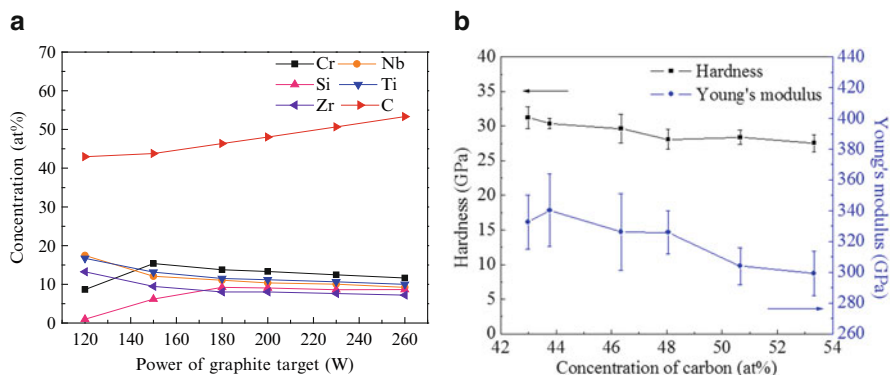 a
70
60
50
40
30
20
10
0
Concentration (at%)
Cr
Nb
Si
Ti
Zr
C
120 140 160 180 200 220 240 260
Power of graphite target (W)
b
40
35
30
25
20
15
10
5
0
Hardness (GPa)
Hardness
Young's modulus
440
420
400
380
360
340
320
300
280
260
Young's modulus (GPa)
42 44 46 48 50 52 54
Concentration of carbon (at%)